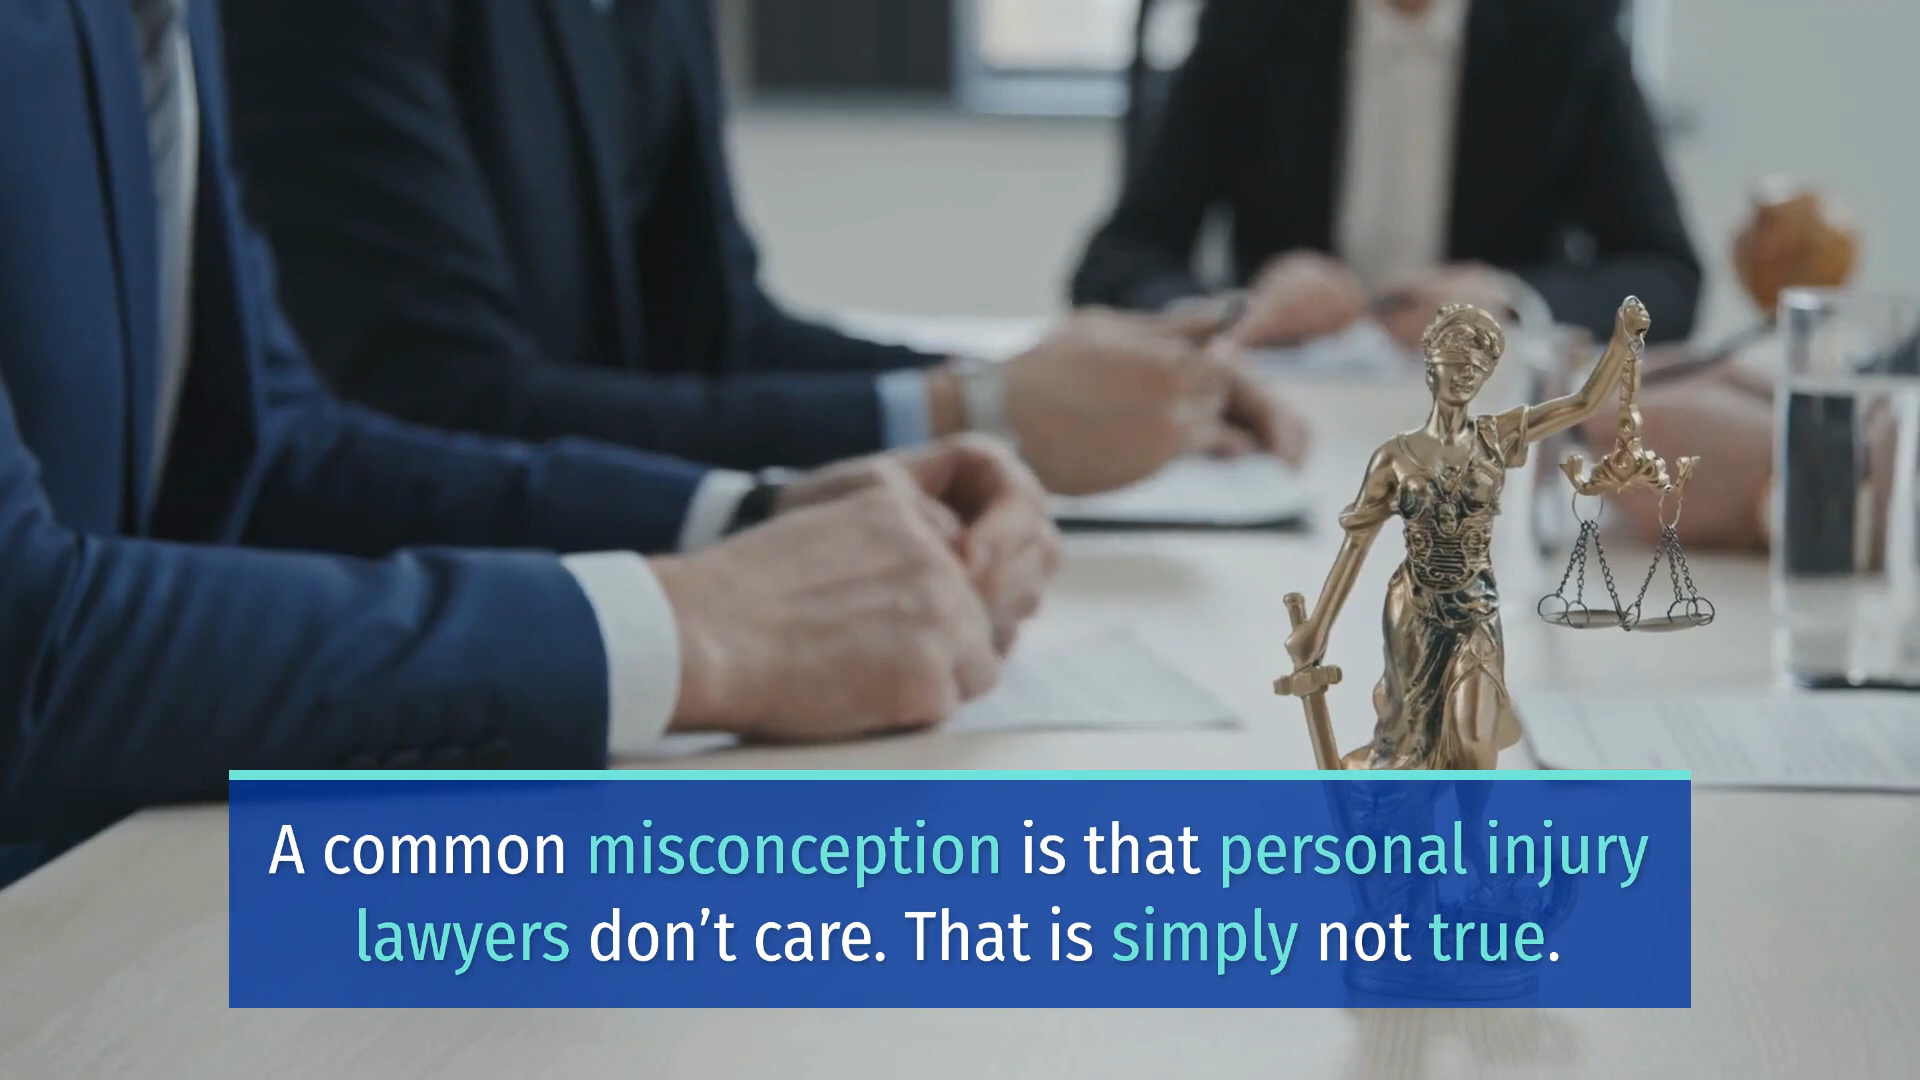 A common misconception is that personal injury
lawyers don’t care. That is simply not true.